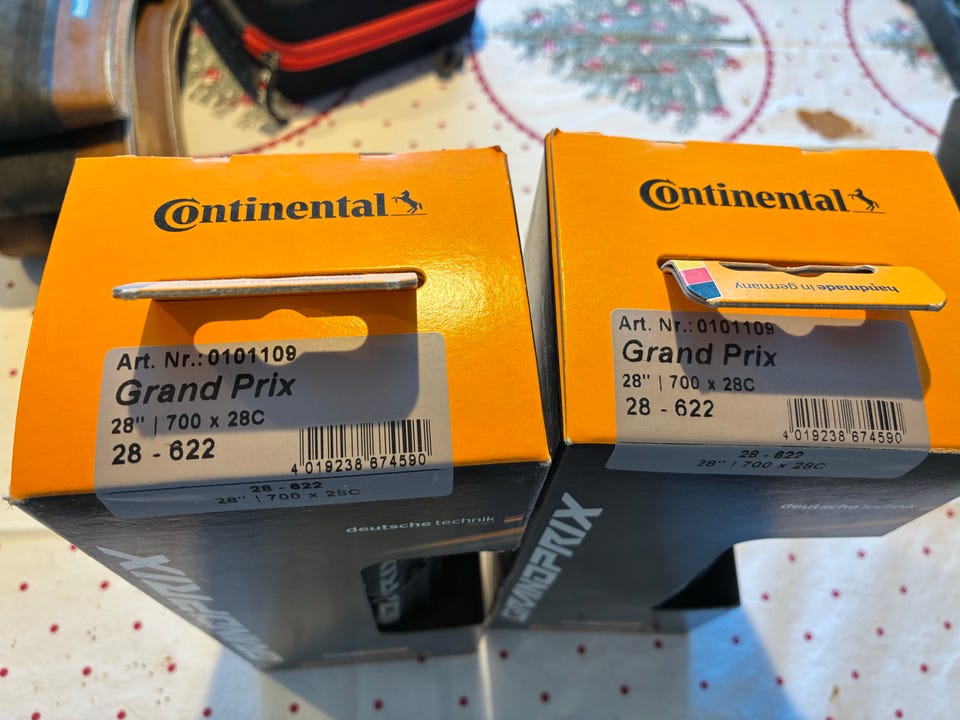 Continental
Art. Nr.: 0101109
Grand Prix
28" | 700 x 28C
28 - 622
4 019238 674590
28 - 622
28" | 700 x 28C
deutsche technik
GRANDPRIX
Continental
handmade in germany
Art. Nr.: 0101109
Grand Prix
28" | 700 x 28C
28 - 622
4 019238 674590
28 - 622
28" | 700 x 28C
deutsche technik
GRANDPRIX